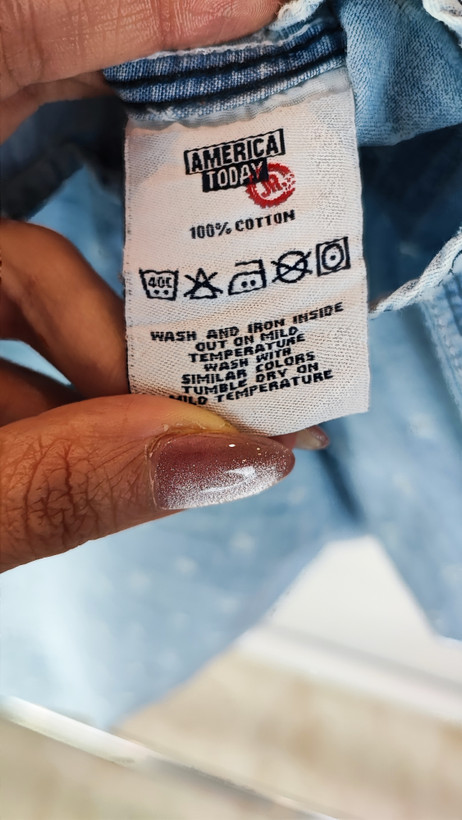 AMERICA
TODAY
JR.
100% COTTON
40C
WASH AND IRON INSIDE
OUT ON MILD
TEMPERATURE
WASH WITH
SIMILAR COLORS
TUMBLE DRY ON
MILD TEMPERATURE